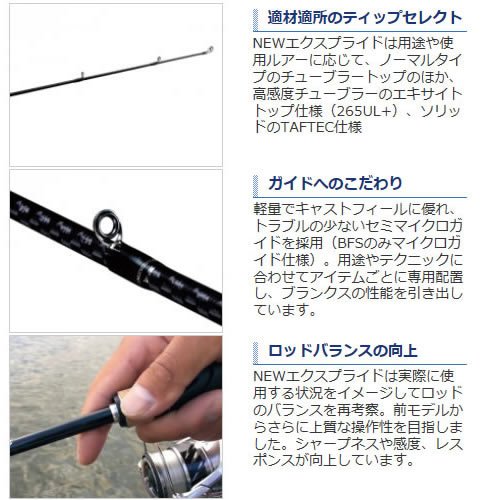 適材適所のティップセレクト
NEWエクスプライドは用途や使
用ルアーに応じて、ノーマルタイ
プのチューブラートップのほか、
高感度チューブラーのエキサイト
トップ仕様（265UL+）、ソリッ
ドのTAFTEC仕様
ガイドへのこだわり
軽量でキャストフィールに優れ、
トラブルの少ないセミマイクロガ
イドを採用（BFSのみマイクロガ
イド仕様）。用途やテクニックに
合わせてアイテムごとに専用配置
し、ブランクスの性能を引き出し
ています。
ロッドバランスの向上
NEWエクスプライドは実際に使
用する状況をイメージしてロッド
のバランスを再考察。前モデルか
らさらに上質な操作性を目指しま
した。シャープネスや感度、レス
ポンスが向上しています。